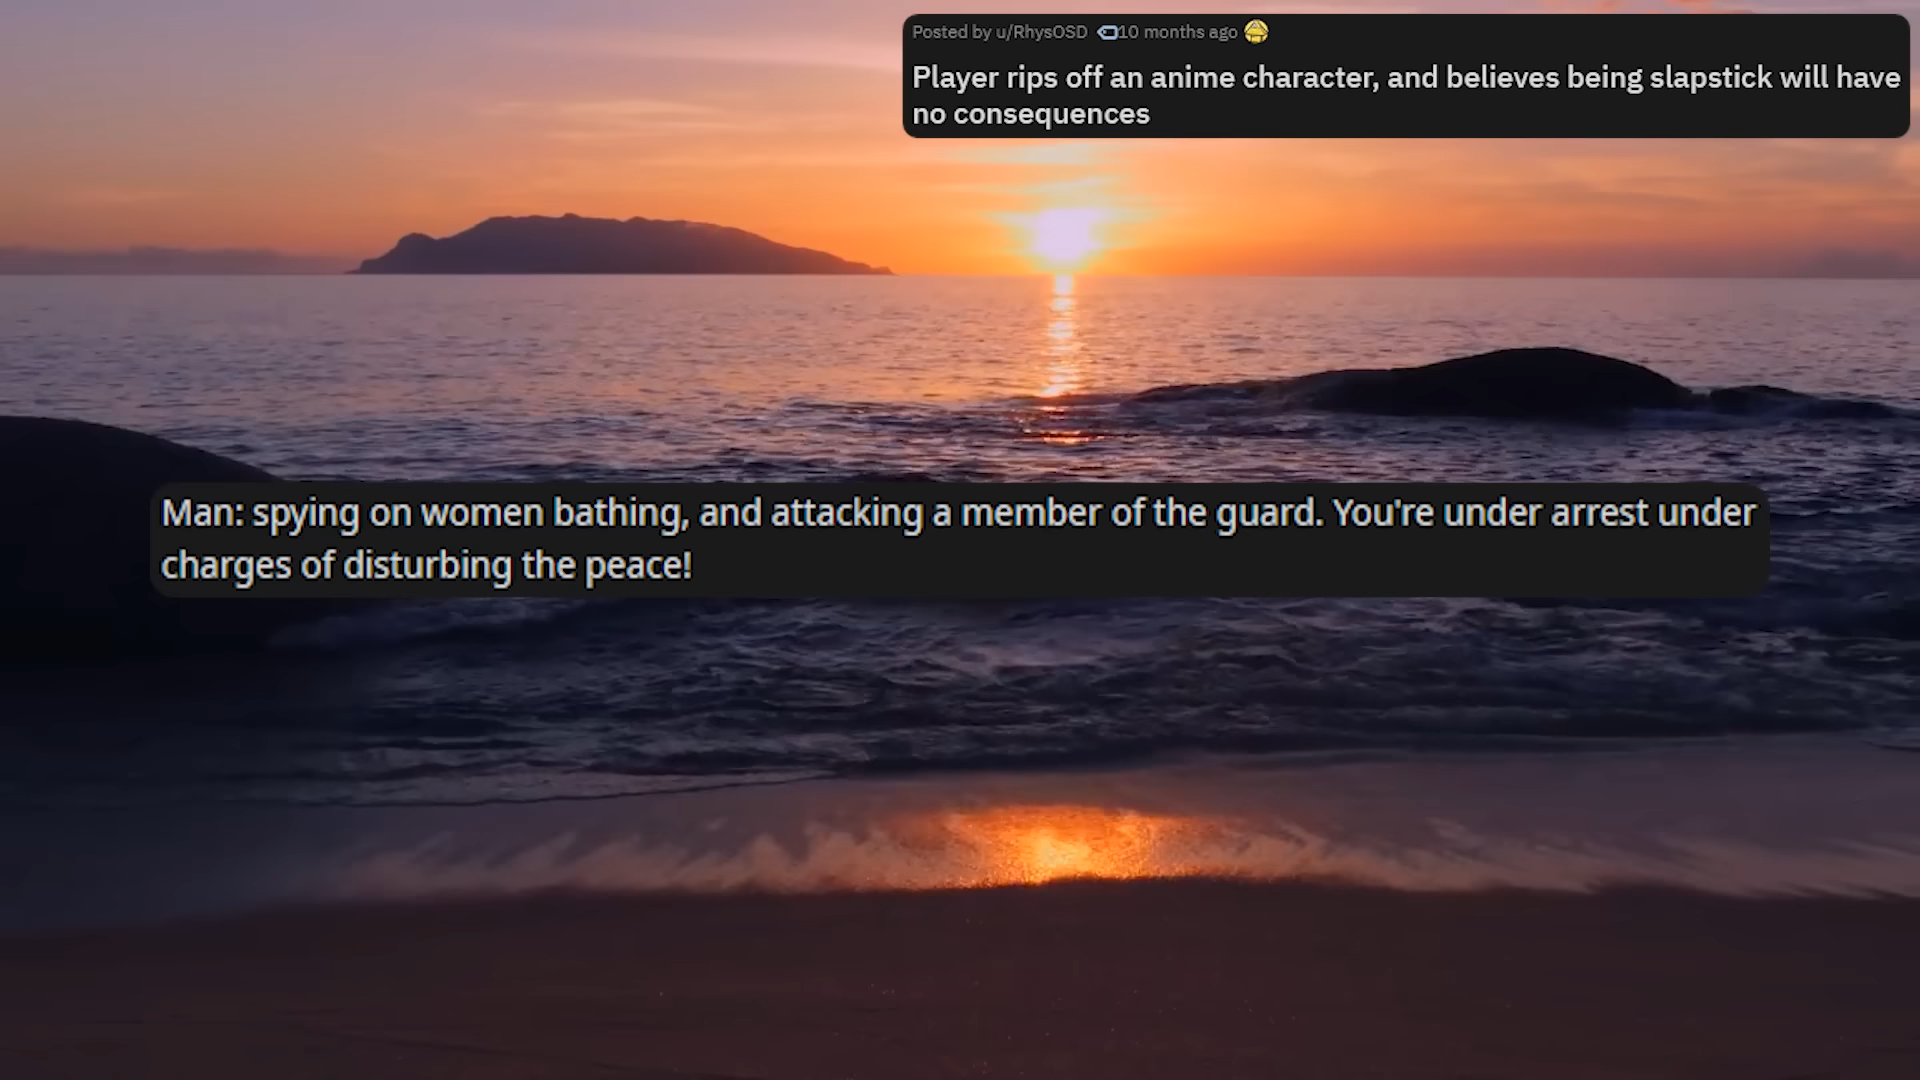 Posted by u/RhysOSD 10 months ago
Player rips off an anime character, and believes being slapstick will have
no consequences
Man: spying on women bathing, and attacking a member of the guard. You're under arrest under
charges of disturbing the peace!